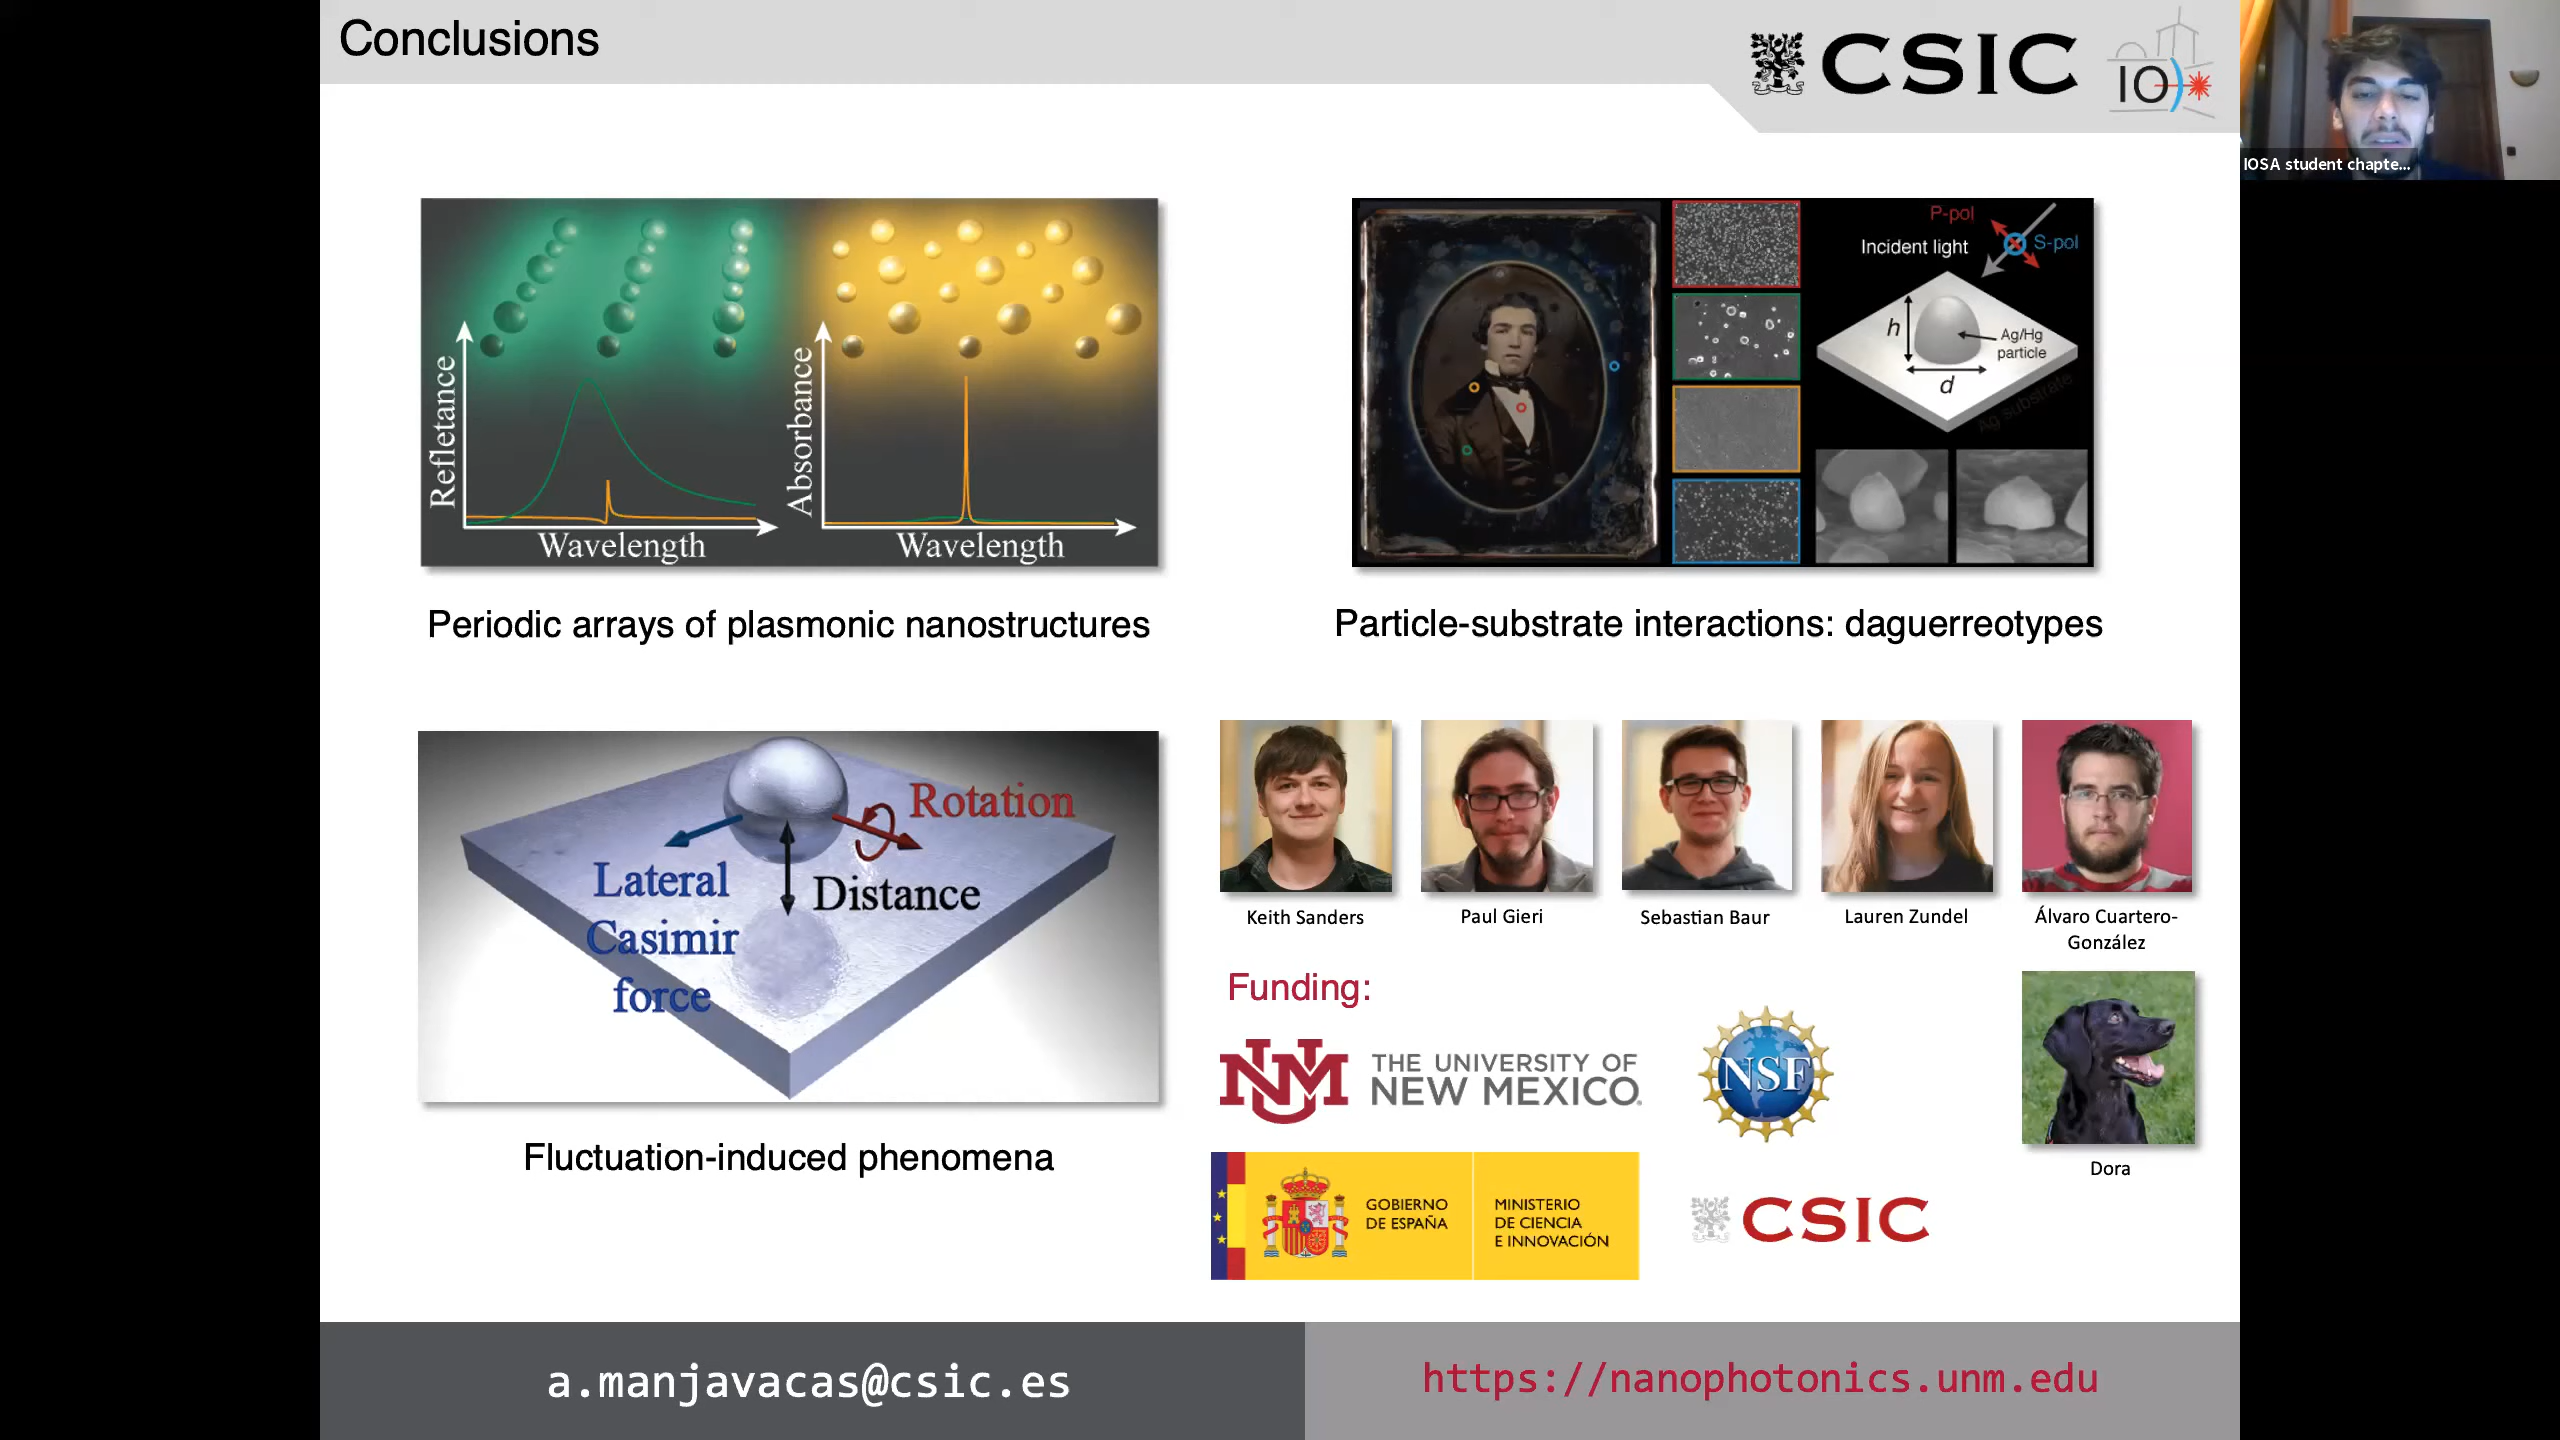 Conclusions
CSIC
IO
IOSA student chapte...
Refletance
Wavelength
Absorbance
Wavelength
P-pol
Incident light
S-pol
h
Ag/Hg
particle
d
Ag substrate
Periodic arrays of plasmonic nanostructures
Particle-substrate interactions: daguerreotypes
Rotation
Lateral
Casimir
force
Distance
Fluctuation-induced phenomena
Keith Sanders
Paul Gieri
Sebastian Baur
Lauren Zundel
Álvaro Cuartero-
González
Funding:
UNM
THE UNIVERSITY OF
NEW MEXICO.
NSF
Dora
GOBIERNO
DE ESPAÑA
MINISTERIO
DE CIENCIA
E INNOVACIÓN
CSIC
a.manjavacas@csic.es
https://nanophotonics.unm.edu